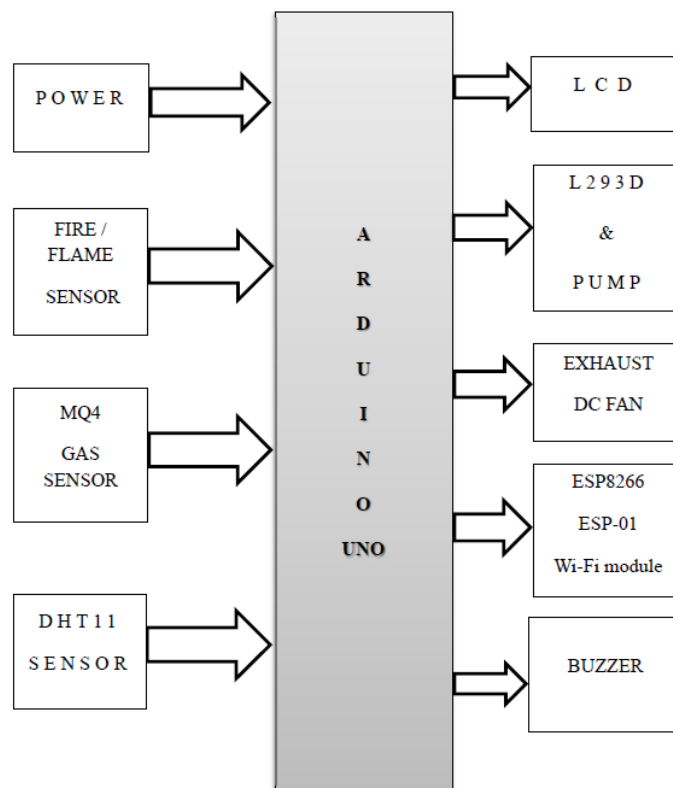 P O W E R
FIRE /
FLAME
SENSOR
MQ4
GAS
SENSOR
D H T 1 1
S E N S O R
A
R
D
U
I
N
O
UNO
L C D
L 2 9 3 D
&
P U M P
EXHAUST
DC FAN
ESP8266
ESP-01
Wi-Fi module
BUZZER